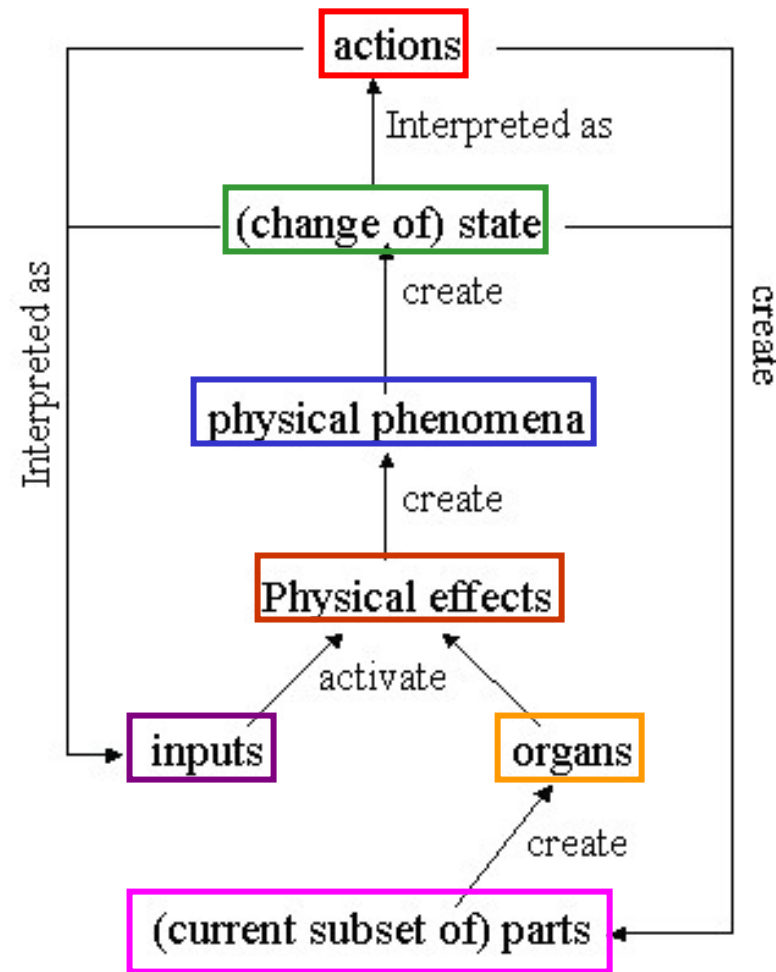 actions
Interpreted as
(change of) state
create
Interpreted as
create
physical phenomena
create
Physical effects
activate
inputs
organs
create
(current subset of) parts